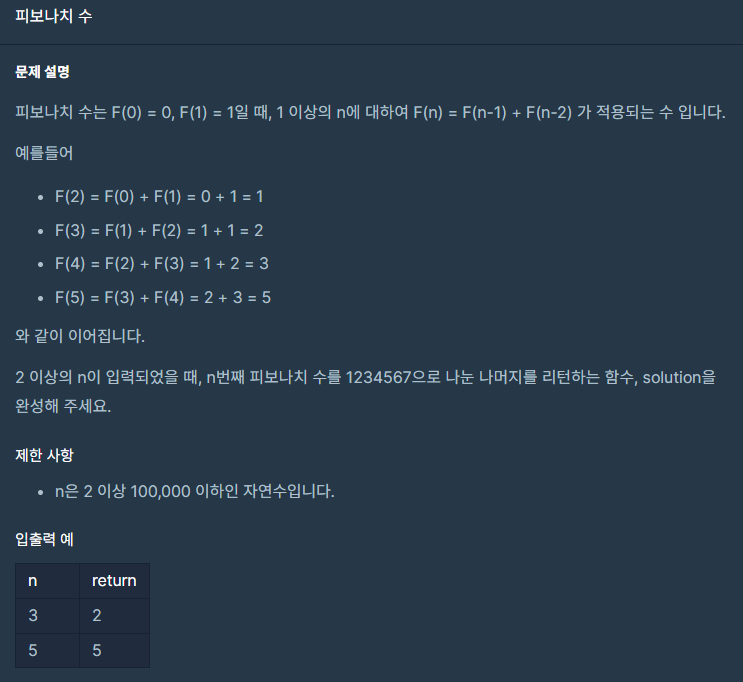 피보나치 수
문제 설명
피보나치 수는 F(0) = 0, F(1) = 1일 때, 1 이상의 n에 대하여 F(n) = F(n-1) + F(n-2) 가 적용되는 수 입니다.
예를들어
• F(2) = F(0) + F(1) = 0 + 1 = 1
• F(3) = F(1) + F(2) = 1 + 1 = 2
• F(4) = F(2) + F(3) = 1 + 2 = 3
• F(5) = F(3) + F(4) = 2 + 3 = 5
와 같이 이어집니다.
2 이상의 n이 입력되었을 때, n번째 피보나치 수를 1234567으로 나눈 나머지를 리턴하는 함수, solution을
완성해 주세요.
제한 사항
• n은 2 이상 100,000 이하인 자연수입니다.
입출력 예
n return
3 2
5 5